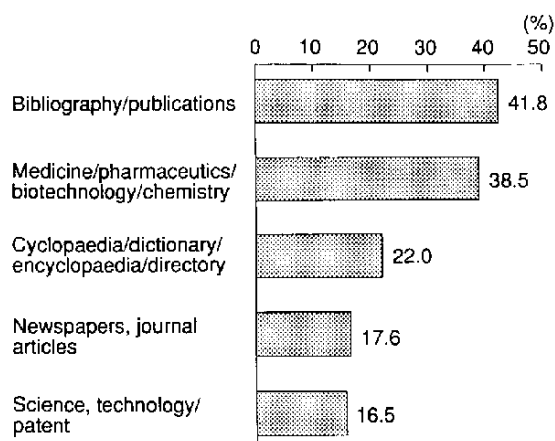 (%)
0 10 20 30 40 50
Bibliography/publications 41.8
Medicine/pharmaceutics/
biotechnology/chemistry 38.5
Cyclopaedia/dictionary/
encyclopaedia/directory 22.0
Newspapers, journal
articles 17.6
Science, technology/
patent 16.5